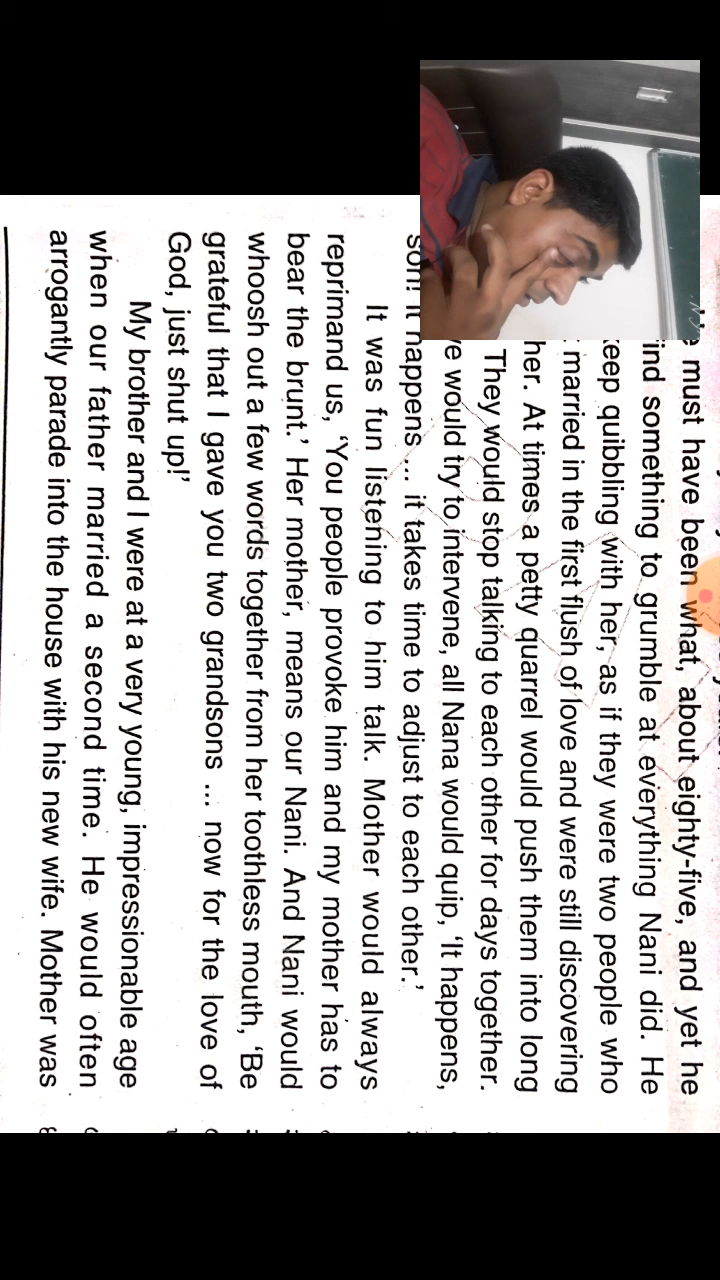 must have been what, about eighty-five, and yet he
ind something to grumble at everything Nani did. He
eep quibbling with her, as if they were two people who
married in the first flush of love and were still discovering
her. At times a petty quarrel would push them into long
They would stop talking to each other for days together.
ve would try to intervene, all Nana would quip, ‘It happens,
son! It happens ... it takes time to adjust to each other.’
It was fun listening to him talk. Mother would always
reprimand us, ‘You people provoke him and my mother has to
bear the brunt.’ Her mother, means our Nani. And Nani would
whoosh out a few words together from her toothless mouth, ‘Be
grateful that I gave you two grandsons ... now for the love of
God, just shut up!’
My brother and I were at a very young, impressionable age
when our father married a second time. He would often
arrogantly parade into the house with his new wife. Mother was